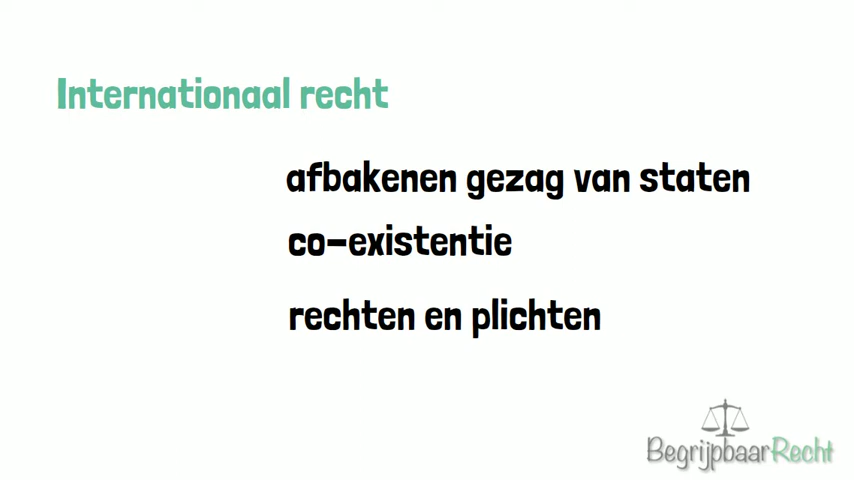 Internationaal recht
afbakenen gezag van staten
co-existentie
rechten en plichten
BegrijpbaarRecht